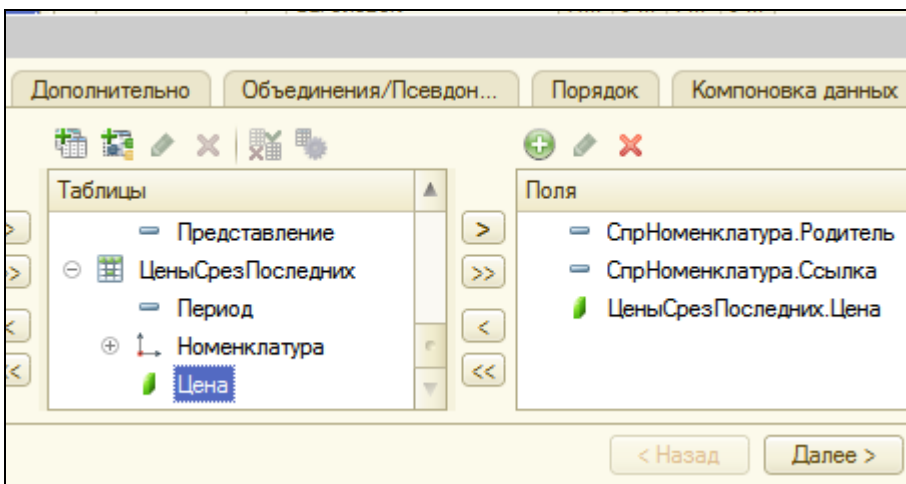 Дополнительно Объединения/Псевдон... Порядок Компоновка данных
Таблицы Поля
Представление > СпрНоменклатура.Родитель
ЦеныСрезПоследних >> СпрНоменклатура.Ссылка
Период ЦеныСрезПоследних.Цена
Номенклатура <
Цена <<
< Назад Далее >